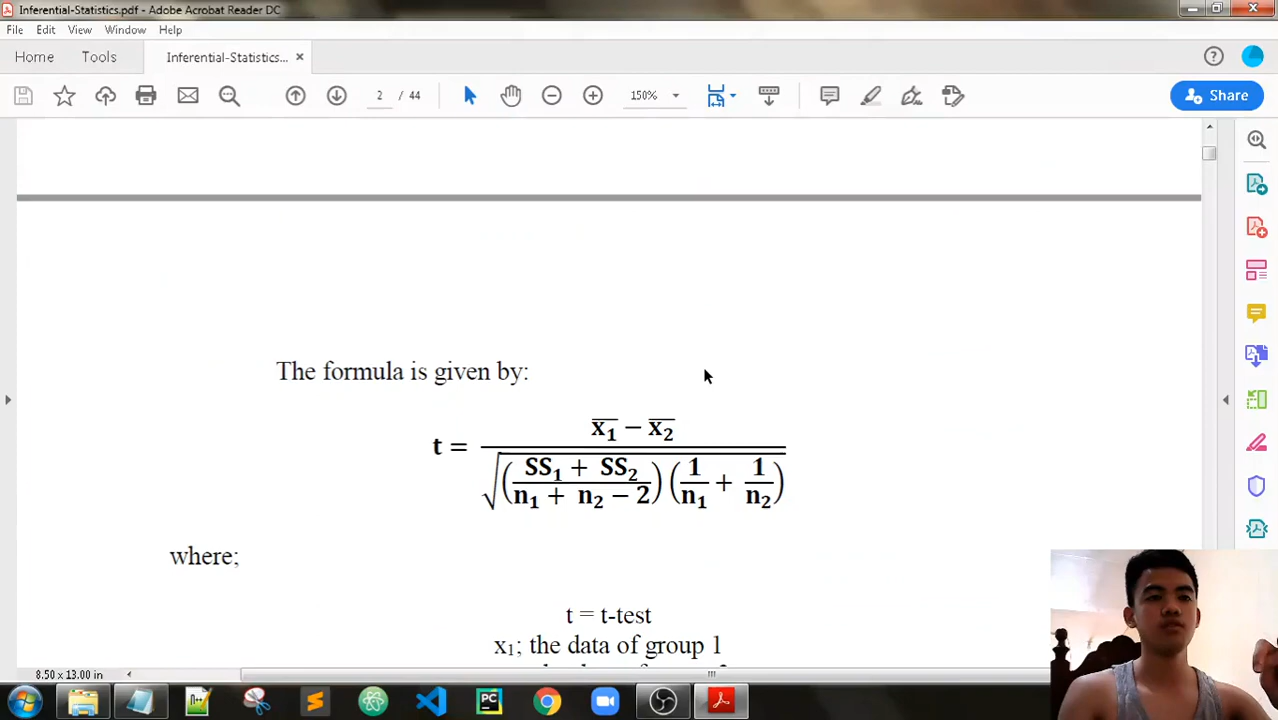 Inferential-Statistics.pdf - Adobe Acrobat Reader DC
File Edit View Window Help
Home Tools Inferential-Statistics... ×
2 / 44 150% Share
The formula is given by:
t = (x̄₁ − x̄₂) / √(((SS₁ + SS₂) / (n₁ + n₂ − 2)) (1/n₁ + 1/n₂))
where;
t = t-test
x₁; the data of group 1
8.50 x 13.00 in
PC